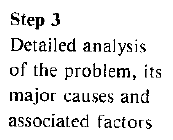 Step 3
Detailed analysis
of the problem, its
major causes and
associated factors